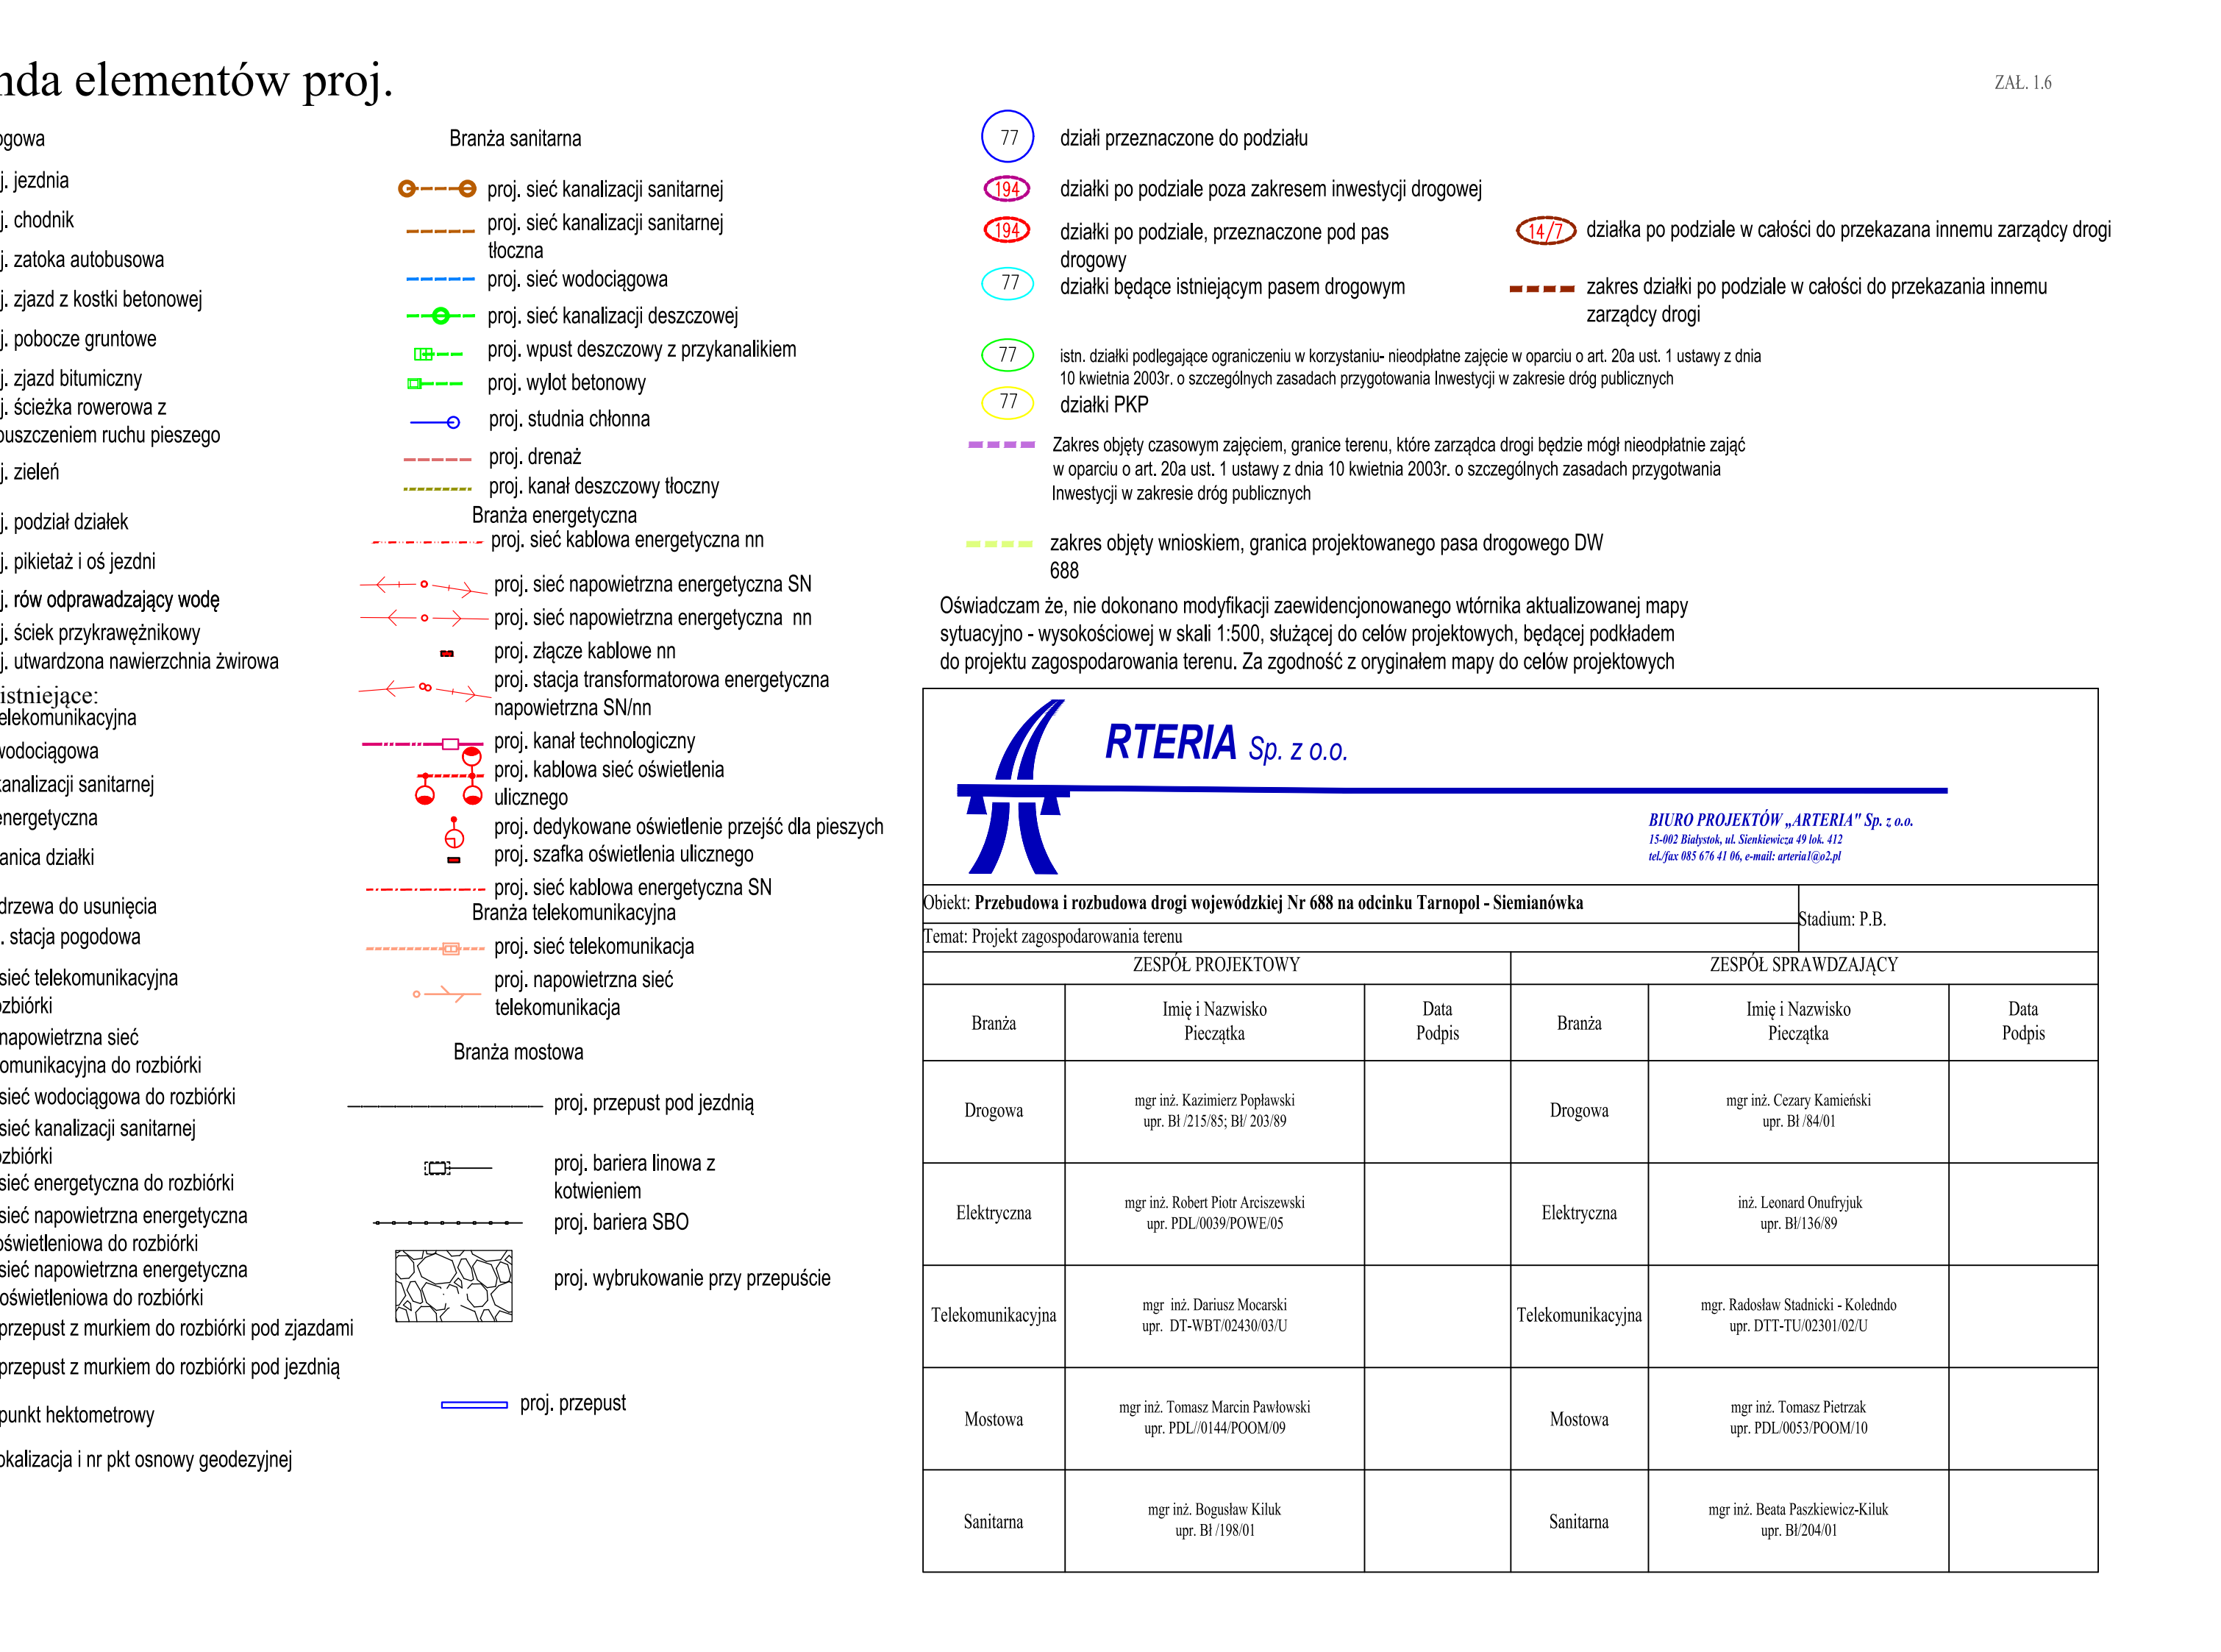 nda elementów proj.
ZAŁ. 1.6
ogowa
j. jezdnia
j. chodnik
j. zatoka autobusowa
j. zjazd z kostki betonowej
j. pobocze gruntowe
j. zjazd bitumiczny
j. ścieżka rowerowa z
puszczeniem ruchu pieszego
j. zieleń
j. podział działek
j. pikietaż i oś jezdni
j. rów odprawadzający wodę
j. ściek przykrawężnikowy
j. utwardzona nawierzchnia żwirowa
istniejące:
elekomunikacyjna
wodociągowa
kanalizacji sanitarnej
energetyczna
anica działki
drzewa do usunięcia
. stacja pogodowa
sieć telekomunikacyjna
ozbiórki
napowietrzna sieć
omunikacyjna do rozbiórki
sieć wodociągowa do rozbiórki
sieć kanalizacji sanitarnej
ozbiórki
sieć energetyczna do rozbiórki
sieć napowietrzna energetyczna
oświetleniowa do rozbiórki
sieć napowietrzna energetyczna
oświetleniowa do rozbiórki
przepust z murkiem do rozbiórki pod zjazdami
przepust z murkiem do rozbiórki pod jezdnią
punkt hektometrowy
okalizacja i nr pkt osnowy geodezyjnej
Branża sanitarna
proj. sieć kanalizacji sanitarnej
proj. sieć kanalizacji sanitarnej
tłoczna
proj. sieć wodociągowa
proj. sieć kanalizacji deszczowej
proj. wpust deszczowy z przykanalikiem
proj. wylot betonowy
proj. studnia chłonna
proj. drenaż
proj. kanał deszczowy tłoczny
Branża energetyczna
proj. sieć kablowa energetyczna nn
proj. sieć napowietrzna energetyczna SN
proj. sieć napowietrzna energetyczna nn
proj. złącze kablowe nn
proj. stacja transformatorowa energetyczna
napowietrzna SN/nn
proj. kanał technologiczny
proj. kablowa sieć oświetlenia
ulicznego
proj. dedykowane oświetlenie przejść dla pieszych
proj. szafka oświetlenia ulicznego
proj. sieć kablowa energetyczna SN
Branża telekomunikacyjna
proj. sieć telekomunikacja
proj. napowietrzna sieć
telekomunikacja
Branża mostowa
proj. przepust pod jezdnią
proj. bariera linowa z
kotwieniem
proj. bariera SBO
proj. wybrukowanie przy przepuście
proj. przepust
77 działi przeznaczone do podziału
194 działki po podziale poza zakresem inwestycji drogowej
194 działki po podziale, przeznaczone pod pas
drogowy
77 działki będące istniejącym pasem drogowym
14/7 działka po podziale w całości do przekazana innemu zarządcy drogi
zakres działki po podziale w całości do przekazania innemu
zarządcy drogi
77 istn. działki podlegające ograniczeniu w korzystaniu- nieodpłatne zajęcie w oparciu o art. 20a ust. 1 ustawy z dnia
10 kwietnia 2003r. o szczególnych zasadach przygotowania Inwestycji w zakresie dróg publicznych
77 działki PKP
Zakres objęty czasowym zajęciem, granice terenu, które zarządca drogi będzie mógł nieodpłatnie zająć
w oparciu o art. 20a ust. 1 ustawy z dnia 10 kwietnia 2003r. o szczególnych zasadach przygotwania
Inwestycji w zakresie dróg publicznych
zakres objęty wnioskiem, granica projektowanego pasa drogowego DW
688
Oświadczam że, nie dokonano modyfikacji zaewidencjonowanego wtórnika aktualizowanej mapy
sytuacyjno - wysokościowej w skali 1:500, służącej do celów projektowych, będącej podkładem
do projektu zagospodarowania terenu. Za zgodność z oryginałem mapy do celów projektowych
RTERIA Sp. z o.o.
BIURO PROJEKTÓW „ARTERIA" Sp. z o.o.
15-002 Białystok, ul. Sienkiewicza 49 lok. 412
tel./fax 085 676 41 06, e-mail: arteria1@o2.pl
Obiekt: Przebudowa i rozbudowa drogi wojewódzkiej Nr 688 na odcinku Tarnopol - Siemianówka
Stadium: P.B.
Temat: Projekt zagospodarowania terenu
ZESPÓŁ PROJEKTOWY ZESPÓŁ SPRAWDZAJĄCY
Branża Imię i Nazwisko Pieczątka Data Podpis Branża Imię i Nazwisko Pieczątka Data Podpis
Drogowa mgr inż. Kazimierz Popławski Drogowa mgr inż. Cezary Kamieński
upr. Bł /215/85; Bł/ 203/89 upr. Bł /84/01
Elektryczna mgr inż. Robert Piotr Arciszewski Elektryczna inż. Leonard Onufryjuk
upr. PDL/0039/POWE/05 upr. Bł/136/89
Telekomunikacyjna mgr inż. Dariusz Mocarski Telekomunikacyjna mgr. Radosław Stadnicki - Koledndo
upr. DT-WBT/02430/03/U upr. DTT-TU/02301/02/U
Mostowa mgr inż. Tomasz Marcin Pawłowski Mostowa mgr inż. Tomasz Pietrzak
upr. PDL//0144/POOM/09 upr. PDL/0053/POOM/10
Sanitarna mgr inż. Bogusław Kiluk Sanitarna mgr inż. Beata Paszkiewicz-Kiluk
upr. Bł /198/01 upr. Bł/204/01